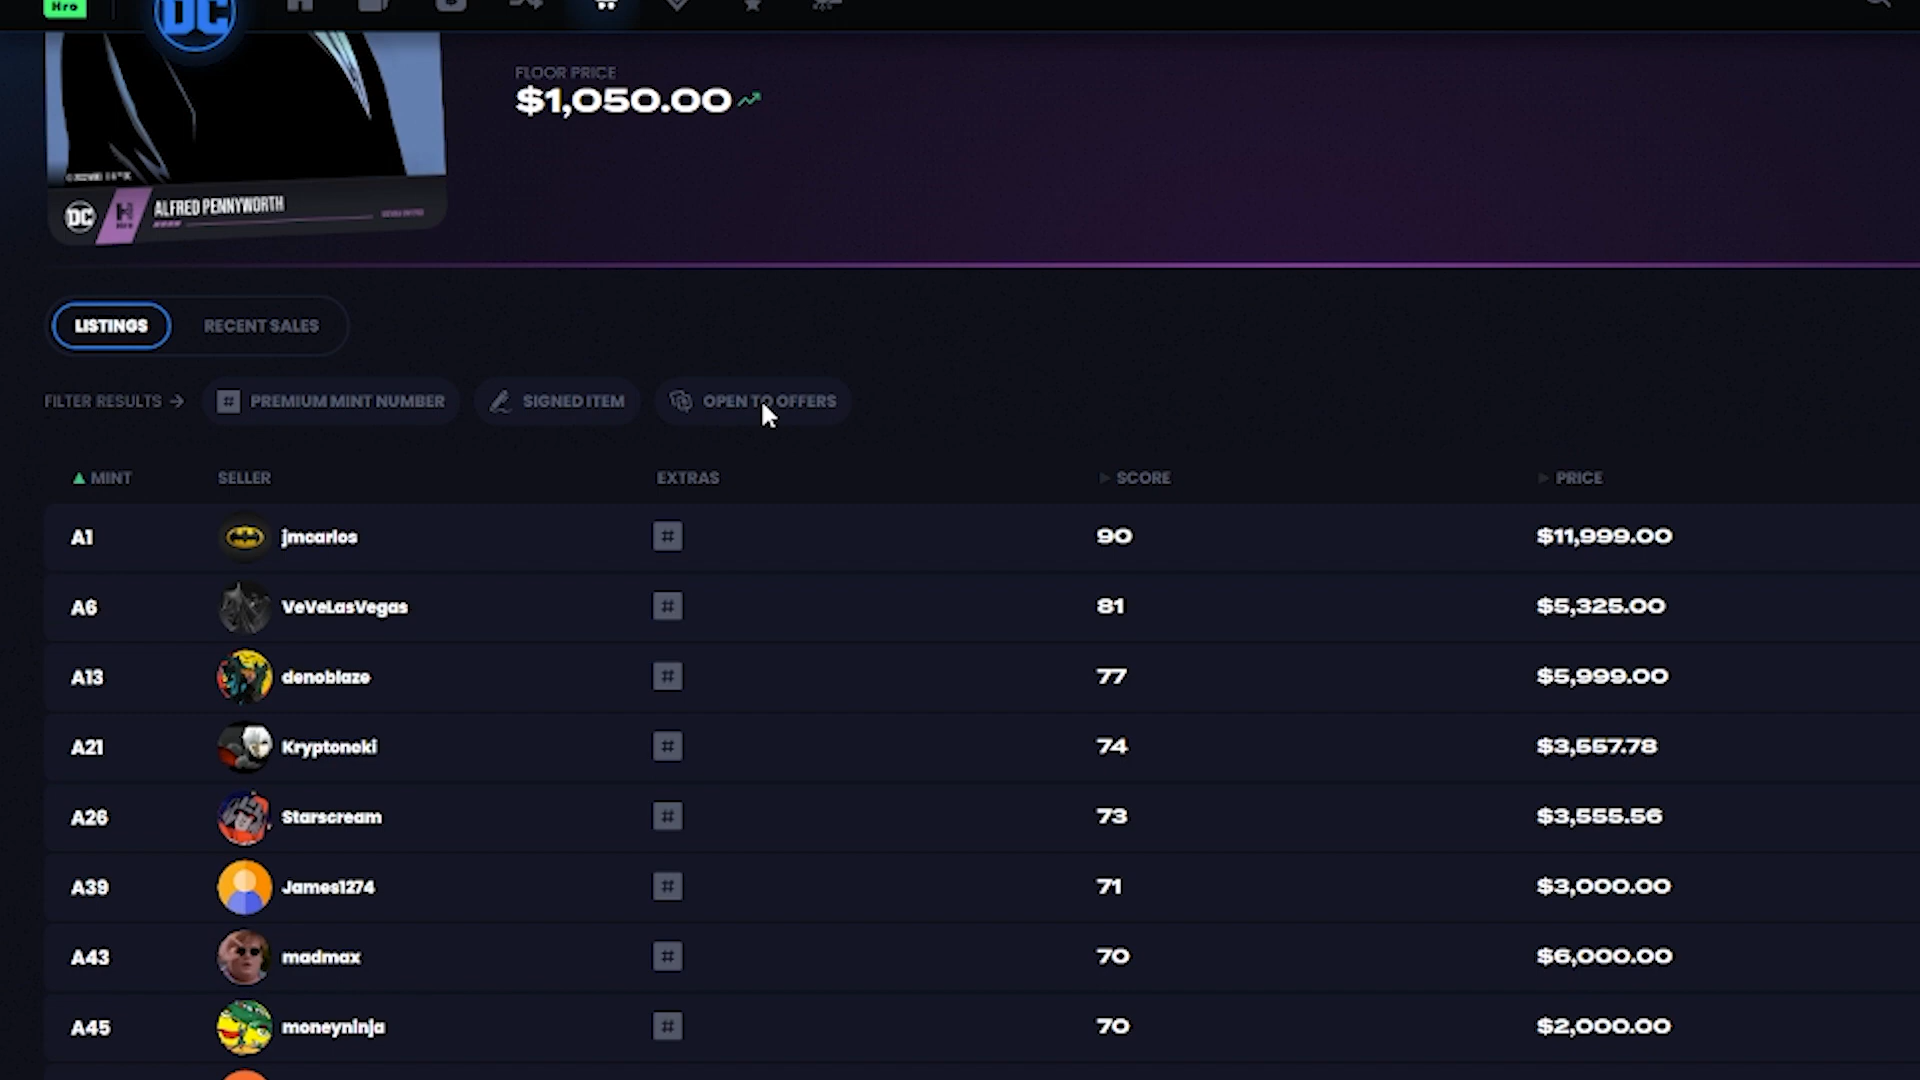 Hro
DC
FLOOR PRICE
$1,050.00
DC
H
Hro
ALFRED PENNYWORTH
LISTINGS
RECENT SALES
FILTER RESULTS →
# PREMIUM MINT NUMBER
SIGNED ITEM
OPEN TO OFFERS
MINT SELLER EXTRAS SCORE PRICE
A1 jmcarlos # 90 $11,999.00
A6 VeVeLasVegas # 81 $5,325.00
A13 denoblaze # 77 $5,999.00
A21 Kryptoneki # 74 $3,557.78
A26 Starscream # 73 $3,555.56
A39 James1274 # 71 $3,000.00
A43 madmax # 70 $6,000.00
A45 moneyninja # 70 $2,000.00